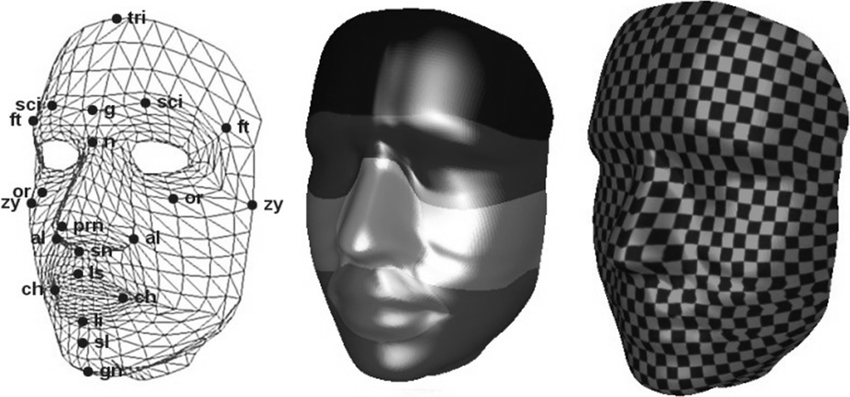 tri
sci
sci
g
ft
ft
n
or
or
zy
zy
prn
al
al
sn
ls
ch
ch
li
sl
gn